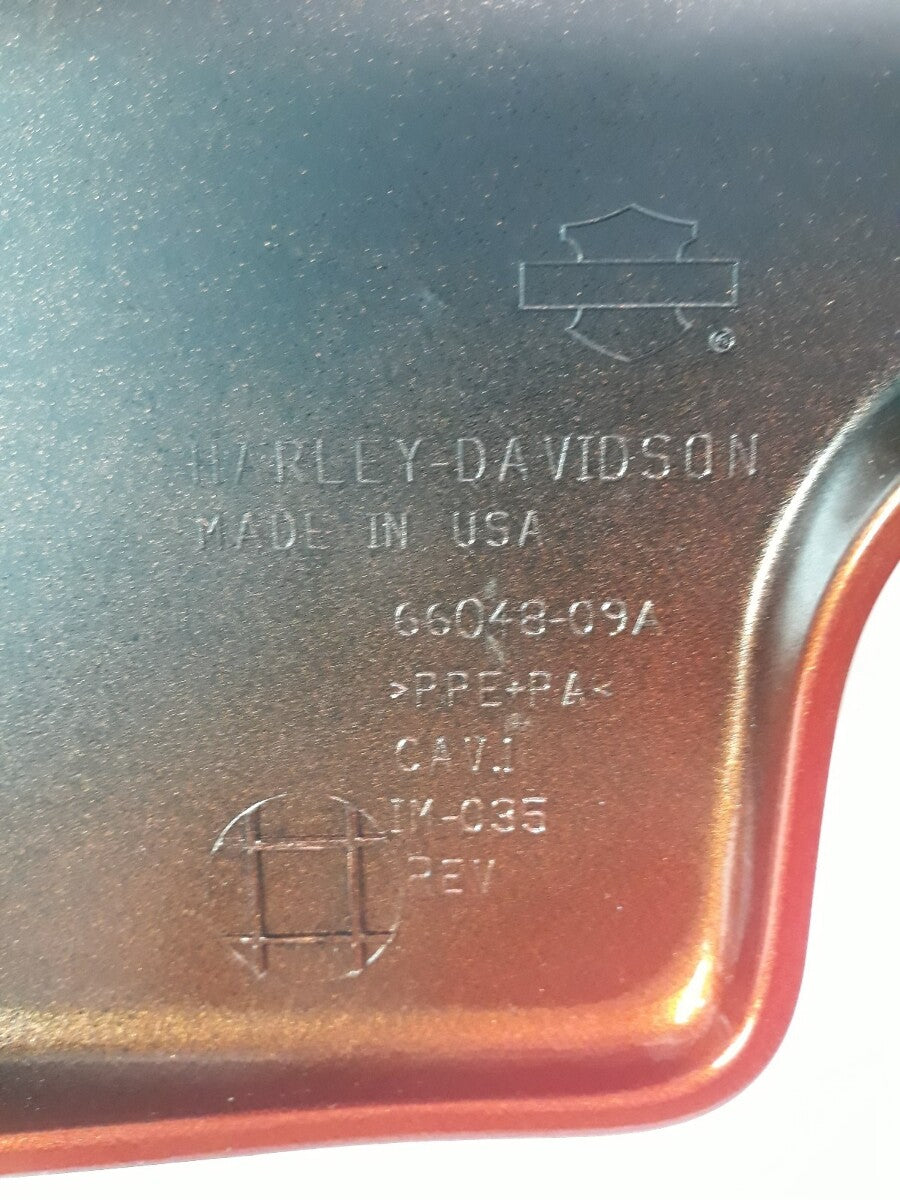 ®
HARLEY-DAVIDSON
MADE IN USA
66048-09A
>PPE+PA<
CAV.1
IM-035
REV